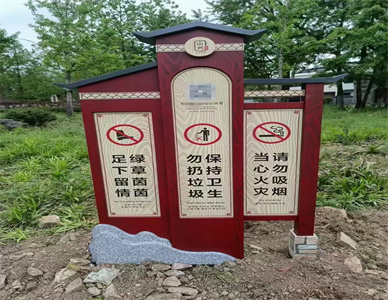 绿草茵茵
足下留情
保持卫生
勿扔垃圾
请勿吸烟
当心火灾